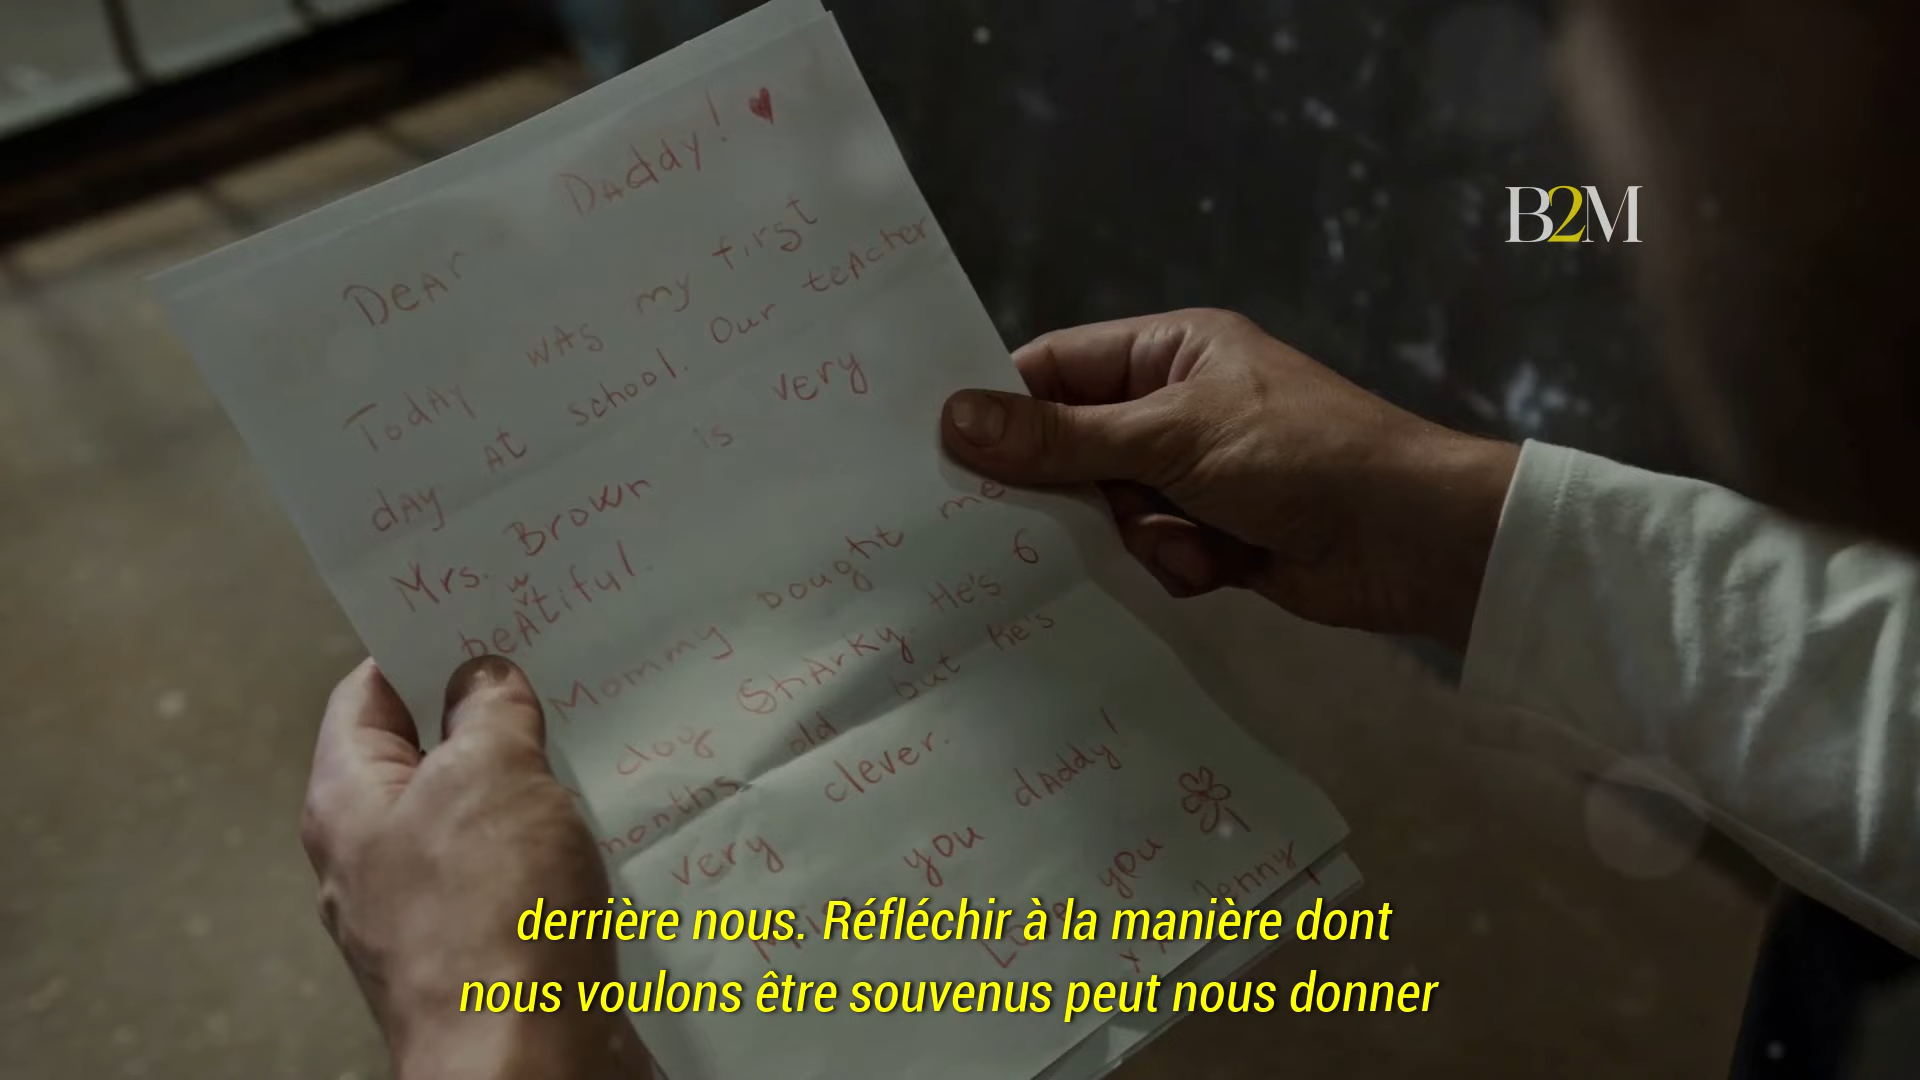 Dear Daddy!
Today was my first
day at school. Our teacher
Mrs. Brown is very
beatiful.
u
Mommy bought me
dog Sharky. He's 6
months old but he's
very clever.
you daddy!
you
Jenny
B2M
derrière nous. Réfléchir à la manière dont
nous voulons être souvenus peut nous donner